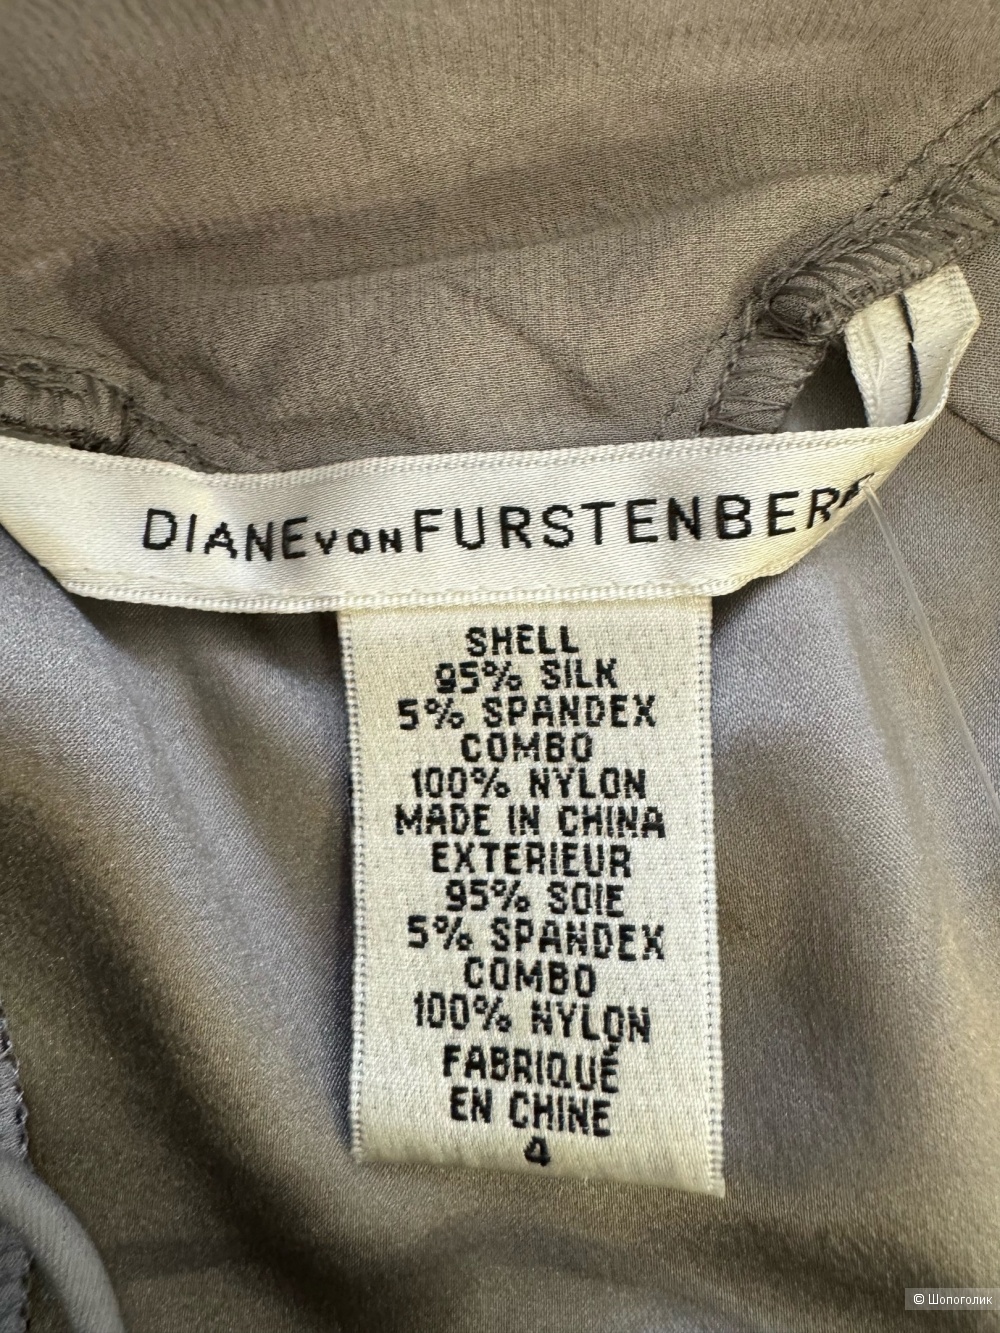 DIANE VON FURSTENBERG
SHELL
95% SILK
5% SPANDEX
COMBO
100% NYLON
MADE IN CHINA
EXTERIEUR
95% SOIE
5% SPANDEX
COMBO
100% NYLON
FABRIQUÉ
EN CHINE
4
© Шопоголик